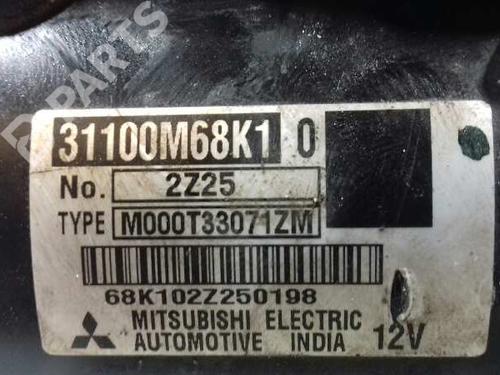 B-PARTS
31100M68K1 0
No. 2Z25
TYPE M000T33071ZM
68K102Z250198
MITSUBISHI ELECTRIC
AUTOMOTIVE INDIA 12V